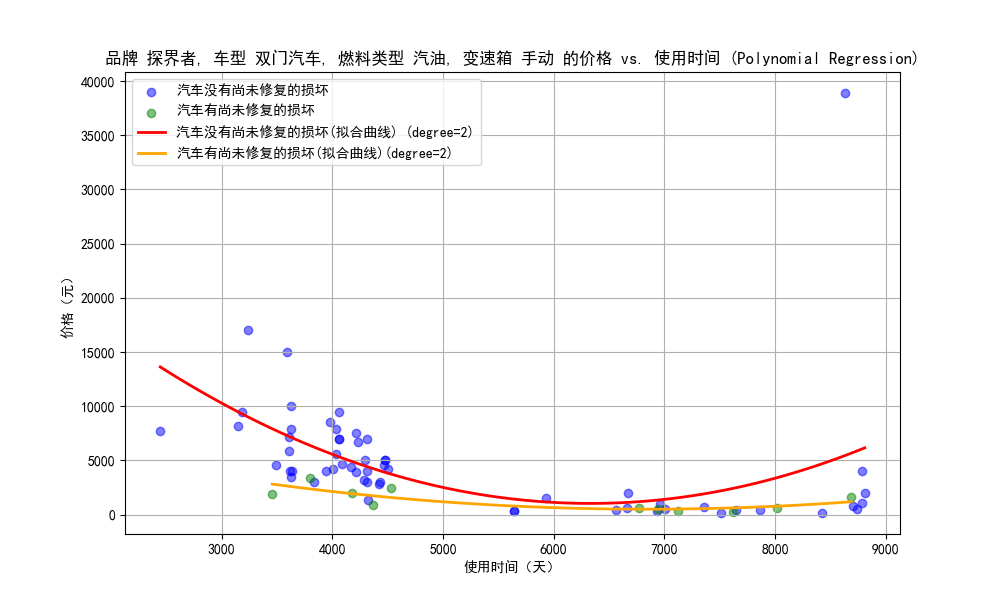 品牌 探界者, 车型 双门汽车, 燃料类型 汽油, 变速箱 手动 的价格 vs. 使用时间 (Polynomial Regression)
汽车没有尚未修复的损坏
汽车有尚未修复的损坏
汽车没有尚未修复的损坏(拟合曲线) (degree=2)
汽车有尚未修复的损坏(拟合曲线)(degree=2)
价格（元）
40000
35000
30000
25000
20000
15000
10000
5000
0
3000 4000 5000 6000 7000 8000 9000
使用时间（天）